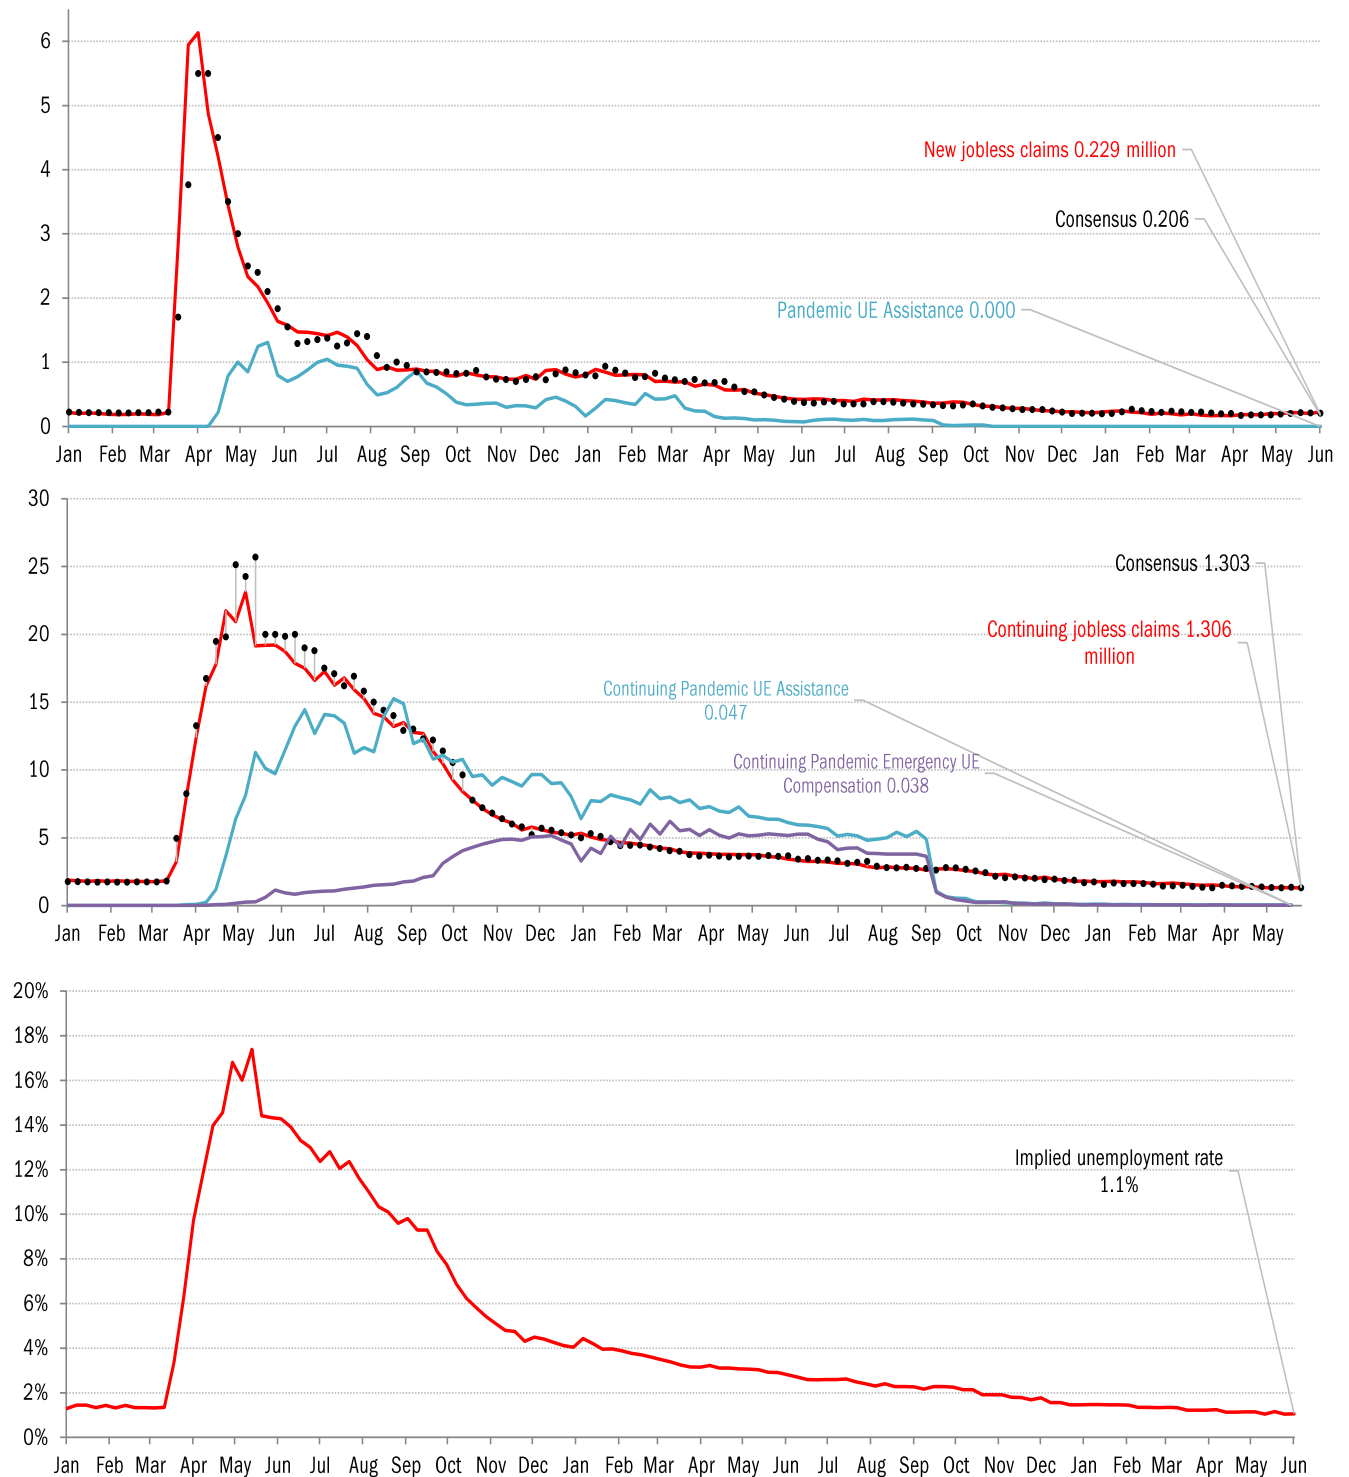 6
5
New jobless claims 0.229 million
4
Consensus 0.206
3
2
Pandemic UE Assistance 0.000
1
0
Jan Feb Mar Apr May Jun Jul Aug Sep Oct Nov Dec Jan Feb Mar Apr May Jun Jul Aug Sep Oct Nov Dec Jan Feb Mar Apr May Jun
30
25
Consensus 1.303
20
Continuing jobless claims 1.306
million
Continuing Pandemic UE Assistance
0.047
15
Continuing Pandemic Emergency UE
Compensation 0.038
10
5
0
Jan Feb Mar Apr May Jun Jul Aug Sep Oct Nov Dec Jan Feb Mar Apr May Jun Jul Aug Sep Oct Nov Dec Jan Feb Mar Apr May
20%
18%
16%
14%
Implied unemployment rate
1.1%
12%
10%
8%
6%
4%
2%
0%
Jan Feb Mar Apr May Jun Jul Aug Sep Oct Nov Dec Jan Feb Mar Apr May Jun Jul Aug Sep Oct Nov Dec Jan Feb Mar Apr May Jun